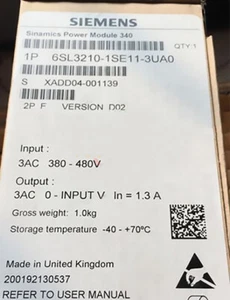 SIEMENS
Sinamics Power Module 340
QTY:1
1P 6SL3210-1SE11-3UA0
S XADD04-001139
2P F VERSION D02
Input :
3AC 380 - 480V
Output :
3AC 0 - INPUT V In = 1.3 A
Gross weight: 1.0kg
Storage temperature -40 - +70°C
Made in United Kingdom
200192130537
REFER TO USER MANUAL